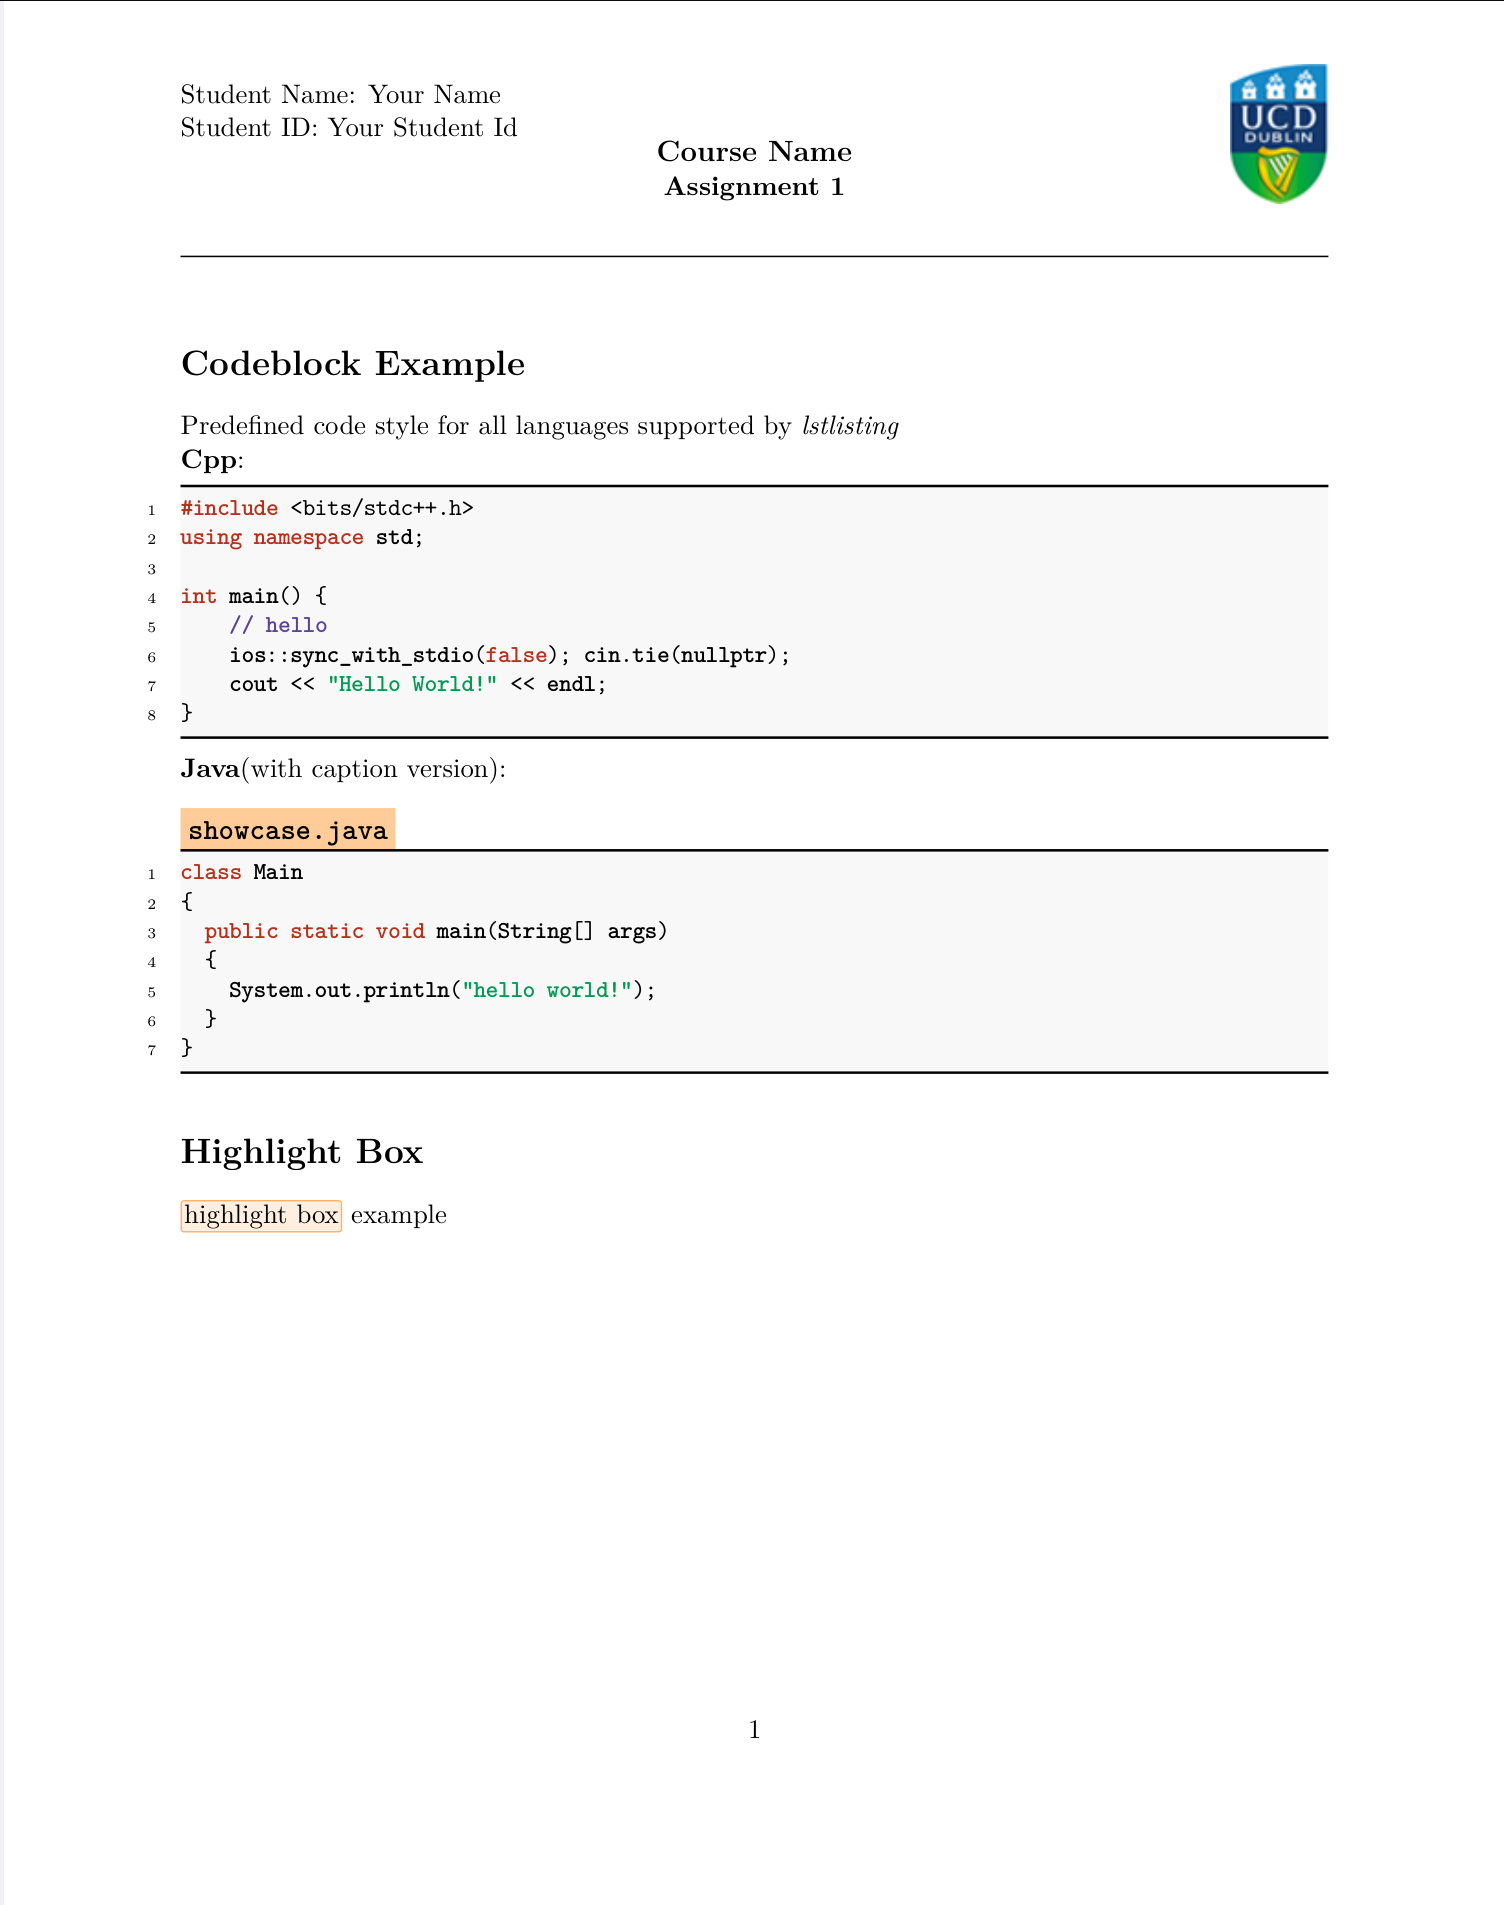 Student Name: Your Name
Student ID: Your Student Id
UCD
DUBLIN
Course Name
Assignment 1
Codeblock Example
Predefined code style for all languages supported by lstlisting
Cpp:
1 #include <bits/stdc++.h>
2 using namespace std;
3
4 int main() {
5     // hello
6     ios::sync_with_stdio(false); cin.tie(nullptr);
7     cout << "Hello World!" << endl;
8 }
Java(with caption version):
showcase.java
1 class Main
2 {
3   public static void main(String[] args)
4   {
5     System.out.println("hello world!");
6   }
7 }
Highlight Box
highlight box example
1